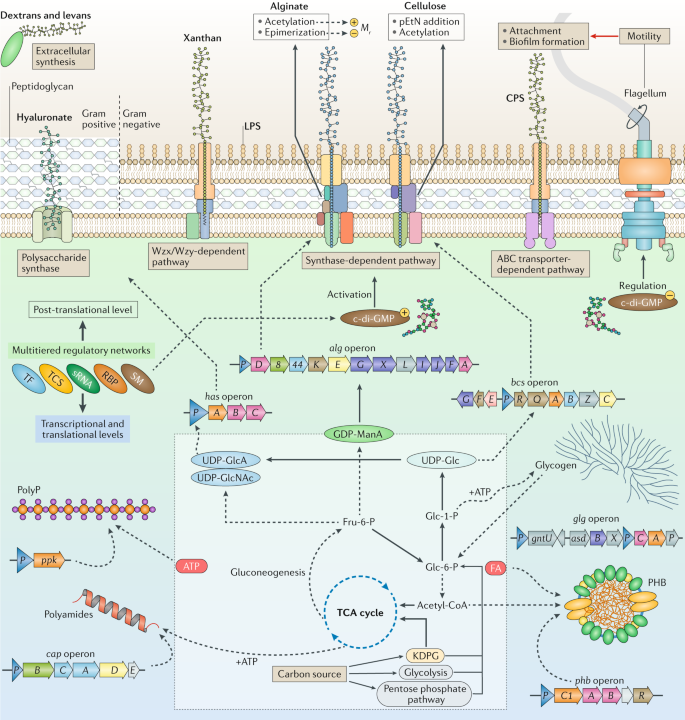 Dextrans and levans
Extracellular
synthesis
Peptidoglycan
Hyaluronate
Gram
positive
Gram
negative
Xanthan
LPS
Alginate
• Acetylation
• Epimerization
+
–
Mr
Cellulose
• pEtN addition
• Acetylation
CPS
• Attachment
• Biofilm formation
Motility
Flagellum
Polysaccharide
synthase
Wzx/Wzy-dependent
pathway
Synthase-dependent pathway
ABC transporter-
dependent pathway
Regulation
c-di-GMP
–
Activation
c-di-GMP
+
Post-translational level
Multitiered regulatory networks
TF
TCS
sRNA
RBP
SM
Transcriptional and
translational levels
alg operon
P D 8 44 K E G X L I J F A
has operon
P A B C
bcs operon
G F E P R Q A B Z C
GDP-ManA
UDP-GlcA
UDP-GlcNAc
UDP-Glc
Glycogen
+ATP
Glc-1-P
Fru-6-P
Glc-6-P
glg operon
P gntU asd B X P C A P
PolyP
P ppk
ATP
Gluconeogenesis
FA
PHB
Acetyl-CoA
TCA cycle
Polyamides
+ATP
cap operon
P B C A D E
Carbon source
KDPG
Glycolysis
Pentose phosphate
pathway
phb operon
P C1 A B R